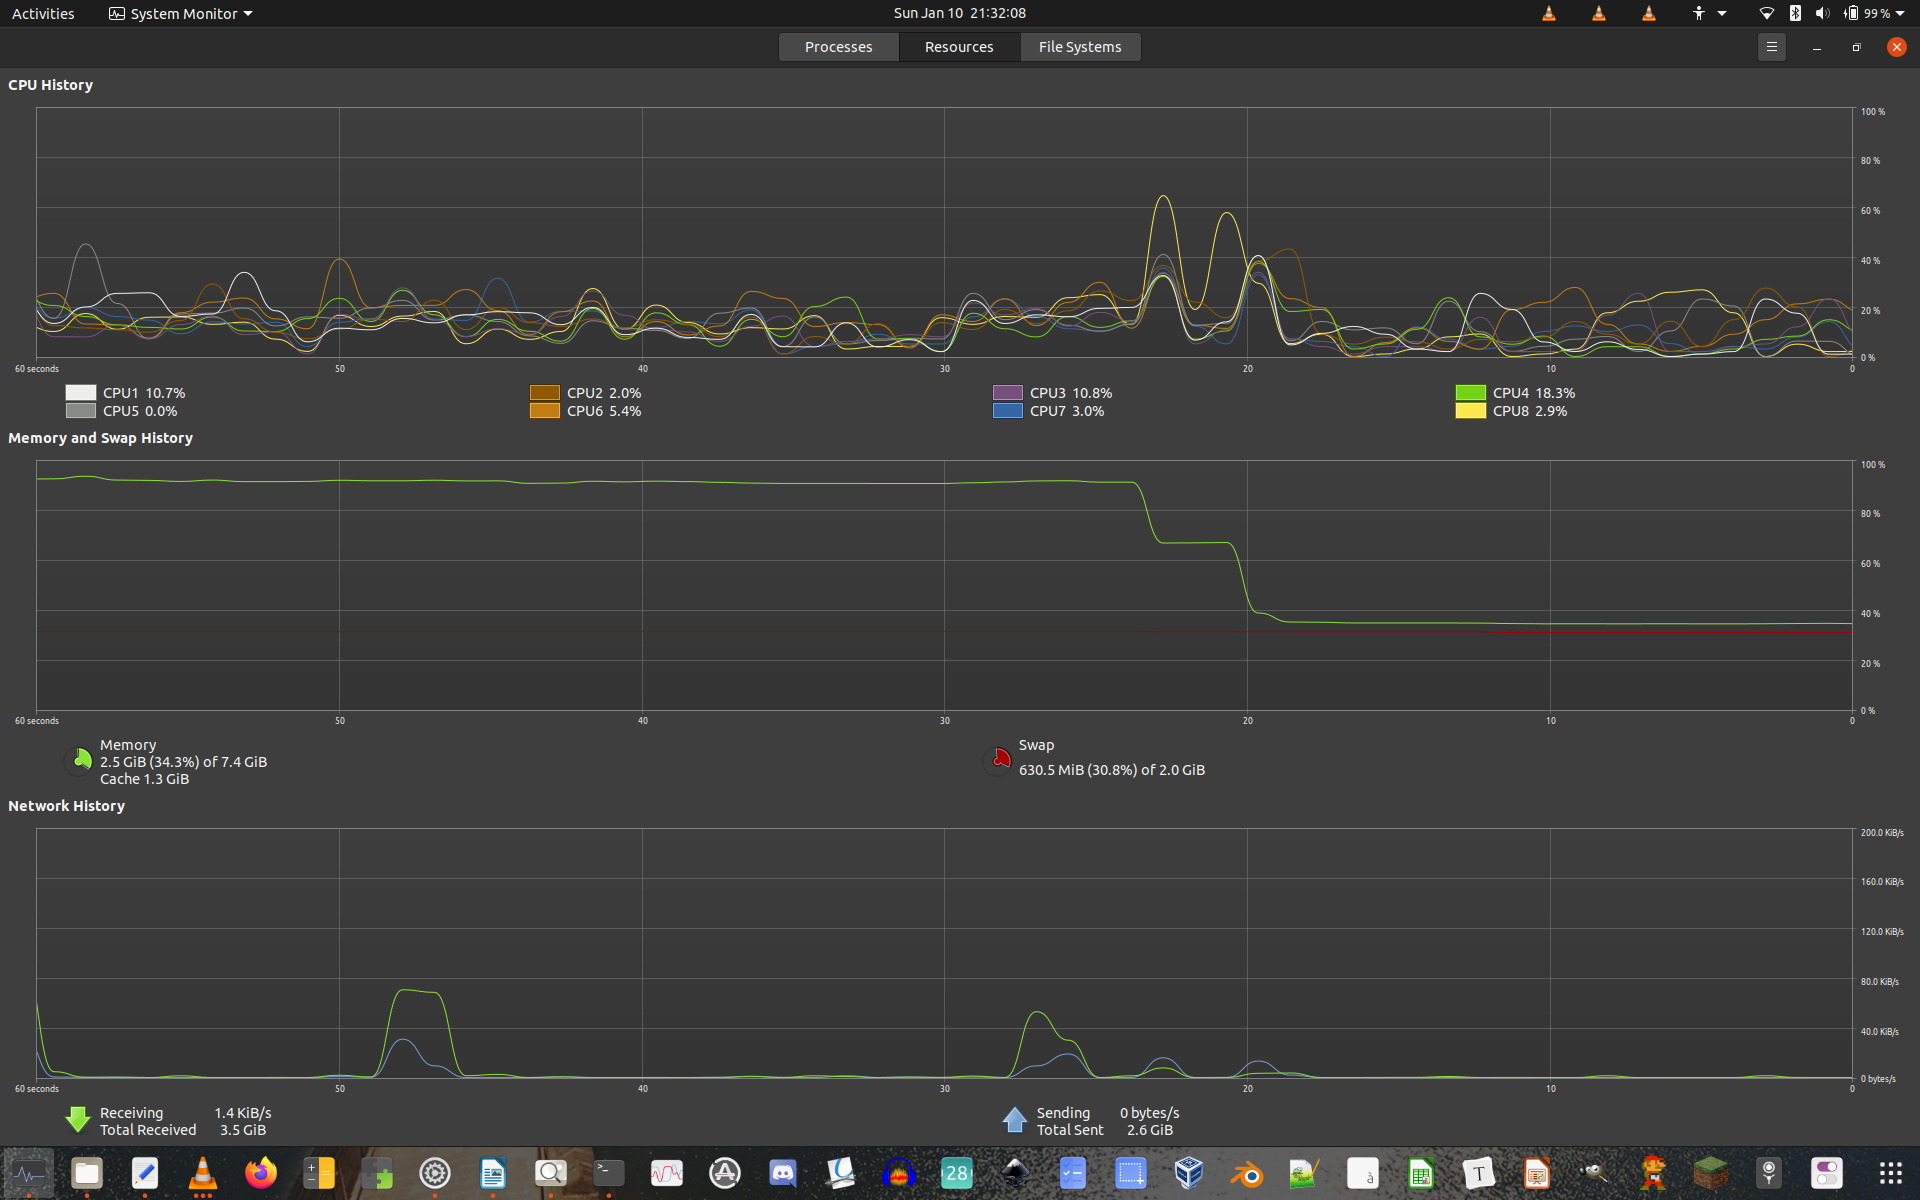 Activities System Monitor Sun Jan 10 21:32:08 99 %
Processes Resources File Systems
CPU History
100 %
80 %
60 %
40 %
20 %
0 %
60 seconds 50 40 30 20 10 0
CPU1 10.7% CPU2 2.0% CPU3 10.8% CPU4 18.3%
CPU5 0.0% CPU6 5.4% CPU7 3.0% CPU8 2.9%
Memory and Swap History
100 %
80 %
60 %
40 %
20 %
0 %
60 seconds 50 40 30 20 10 0
Memory
2.5 GiB (34.3%) of 7.4 GiB
Cache 1.3 GiB
Swap
630.5 MiB (30.8%) of 2.0 GiB
Network History
200.0 KiB/s
160.0 KiB/s
120.0 KiB/s
80.0 KiB/s
40.0 KiB/s
0 bytes/s
60 seconds 50 40 30 20 10 0
Receiving 1.4 KiB/s
Total Received 3.5 GiB
Sending 0 bytes/s
Total Sent 2.6 GiB
28 à T